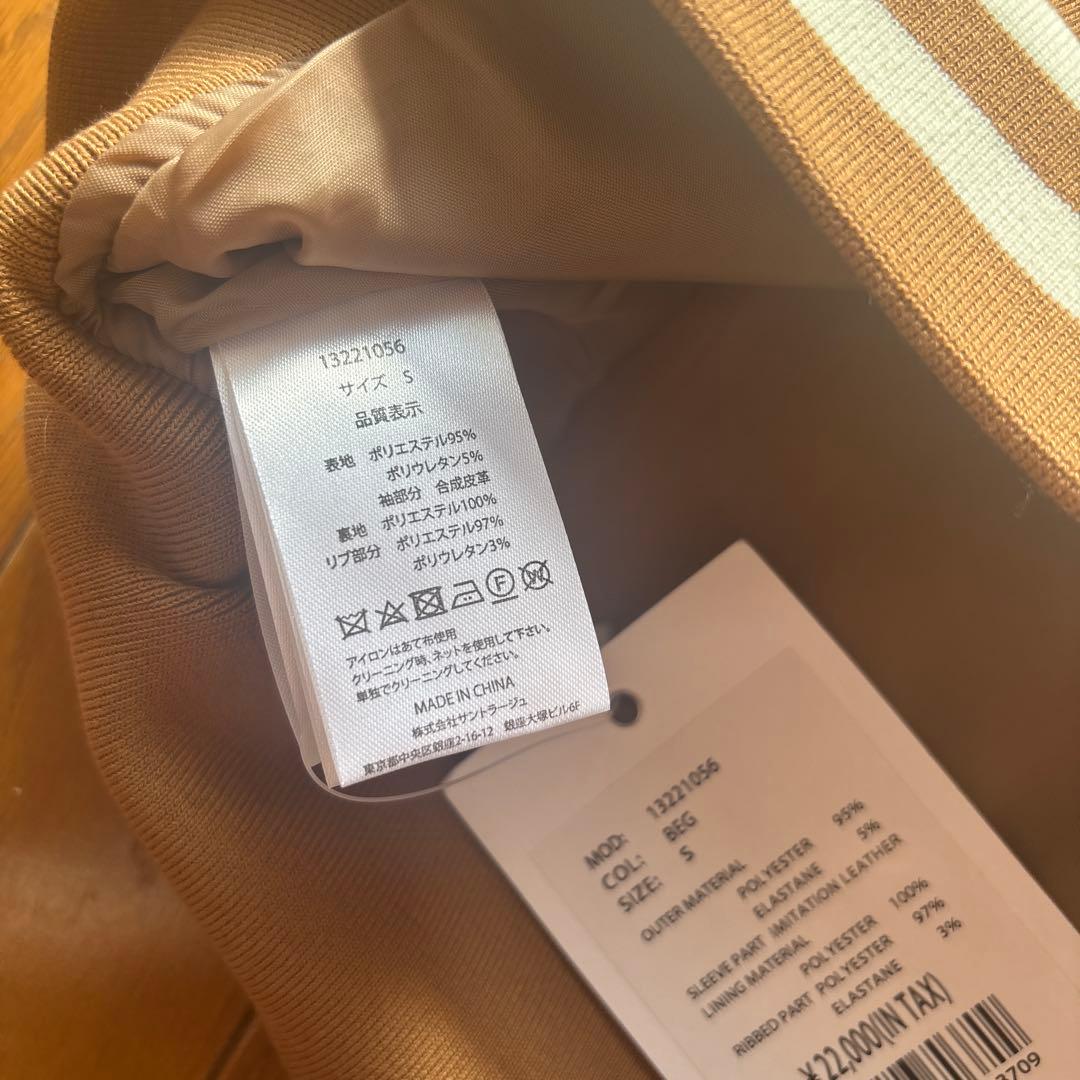 13221056
サイズ S
品質表示
表地 ポリエステル95%
ポリウレタン5%
袖部分 合成皮革
裏地 ポリエステル100%
リブ部分 ポリエステル97%
ポリウレタン3%
F
W
アイロンはあて布使用
クリーニング時、ネットを使用して下さい。
単独でクリーニングしてください。
MADE IN CHINA
株式会社サントラージュ
東京都中央区銀座2-16-12 銀座大塚ビル6F
MOD: 13221056
COL: BEG
SIZE: S
OUTER MATERIAL
POLYESTER 95%
ELASTANE 5%
SLEEVE PART IMITATION LEATHER
LINING MATERIAL
POLYESTER 100%
RIBBED PART POLYESTER 97%
ELASTANE 3%
¥22,000(IN TAX)
3709